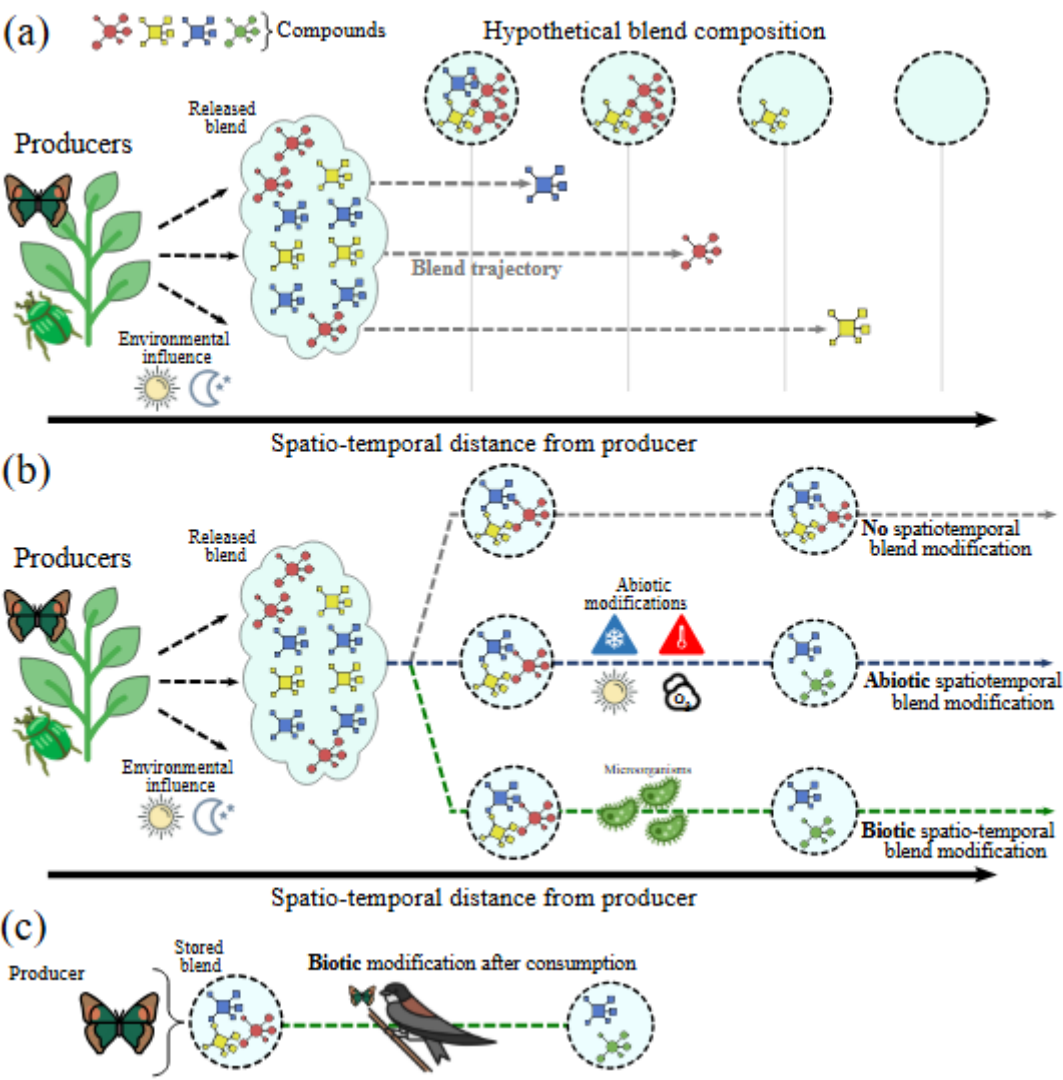 (a)
Compounds
Hypothetical blend composition
Released
blend
Producers
Blend trajectory
Environmental
influence
Spatio-temporal distance from producer
(b)
Released
blend
Producers
No spatiotemporal
blend modification
Abiotic
modifications
Abiotic spatiotemporal
blend modification
Environmental
influence
Microorganisms
Biotic spatio-temporal
blend modification
Spatio-temporal distance from producer
(c)
Stored
blend
Producer
Biotic modification after consumption